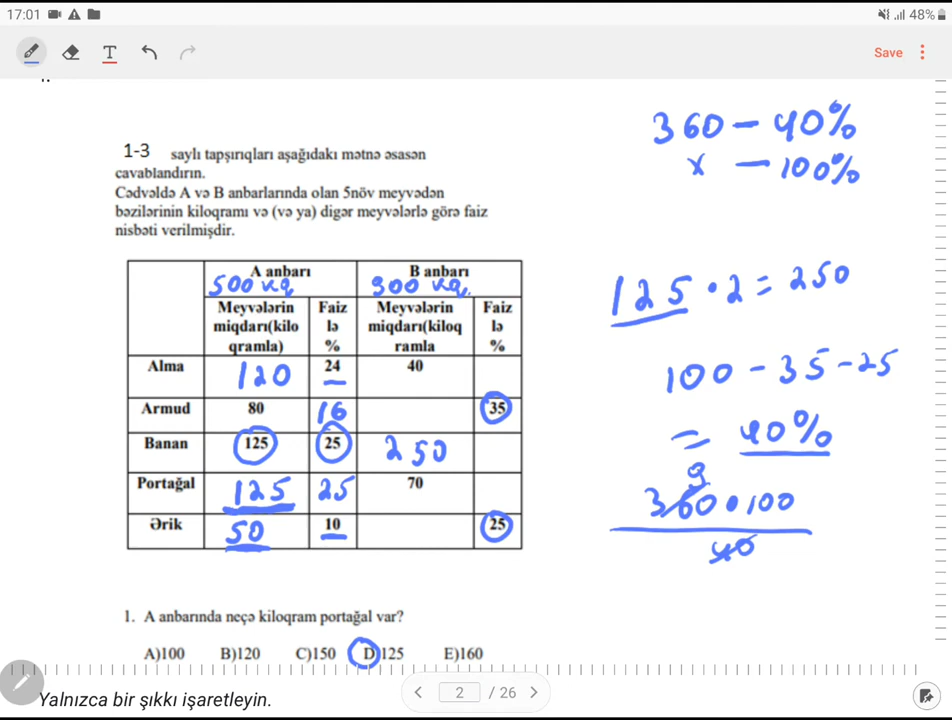 17:01 48%
T Save
1-3 saylı tapşırıqları aşağıdakı mətnə əsasən
cavablandırın.
Cədvəldə A və B anbarlarında olan 5növ meyvədən
bəzilərinin kiloqramı və (və ya) digər meyvələrlə görə faiz
nisbəti verilmişdir.
A anbarı B anbarı
500 kq 900 kq.
Meyvələrin Faiz Meyvələrin Faiz
miqdarı(kilo lə miqdarı(kiloq lə
qramla) % ramla) %
Alma 120 24 40
Armud 80 16 35
Banan 125 25 250
Portağal 125 25 70
Ərik 50 10 25
360 - 40%
x - 100%
125 • 2 = 250
100 - 35 - 25
= 40%
9
360 • 100
40
1. A anbarında neçə kiloqram portağal var?
A)100 B)120 C)150 D)125 E)160
Yalnızca bir şıkkı işaretleyin.
2 / 26